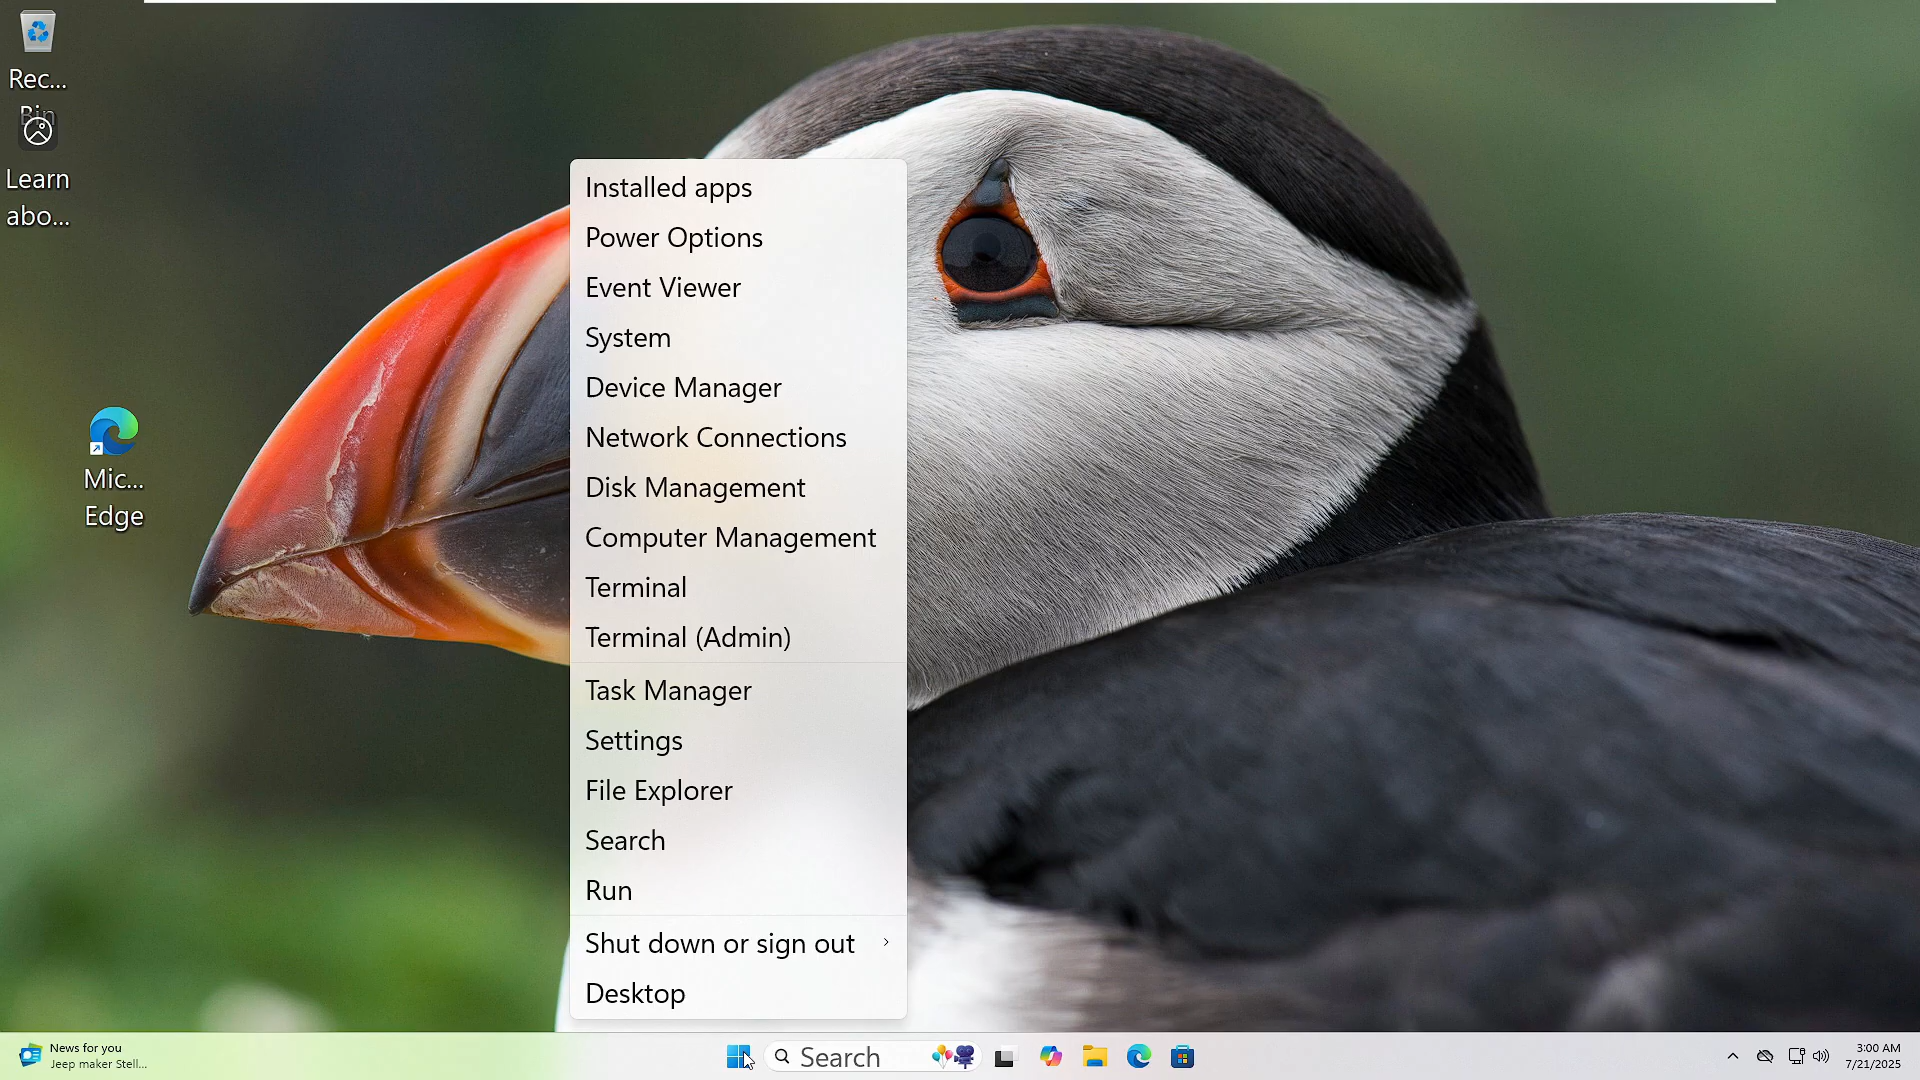 Rec...
Bin
Learn
abo...
Mic...
Edge
Installed apps
Power Options
Event Viewer
System
Device Manager
Network Connections
Disk Management
Computer Management
Terminal
Terminal (Admin)
Task Manager
Settings
File Explorer
Search
Run
Shut down or sign out
Desktop
News for you
Jeep maker Stell...
Search
3:00 AM
7/21/2025